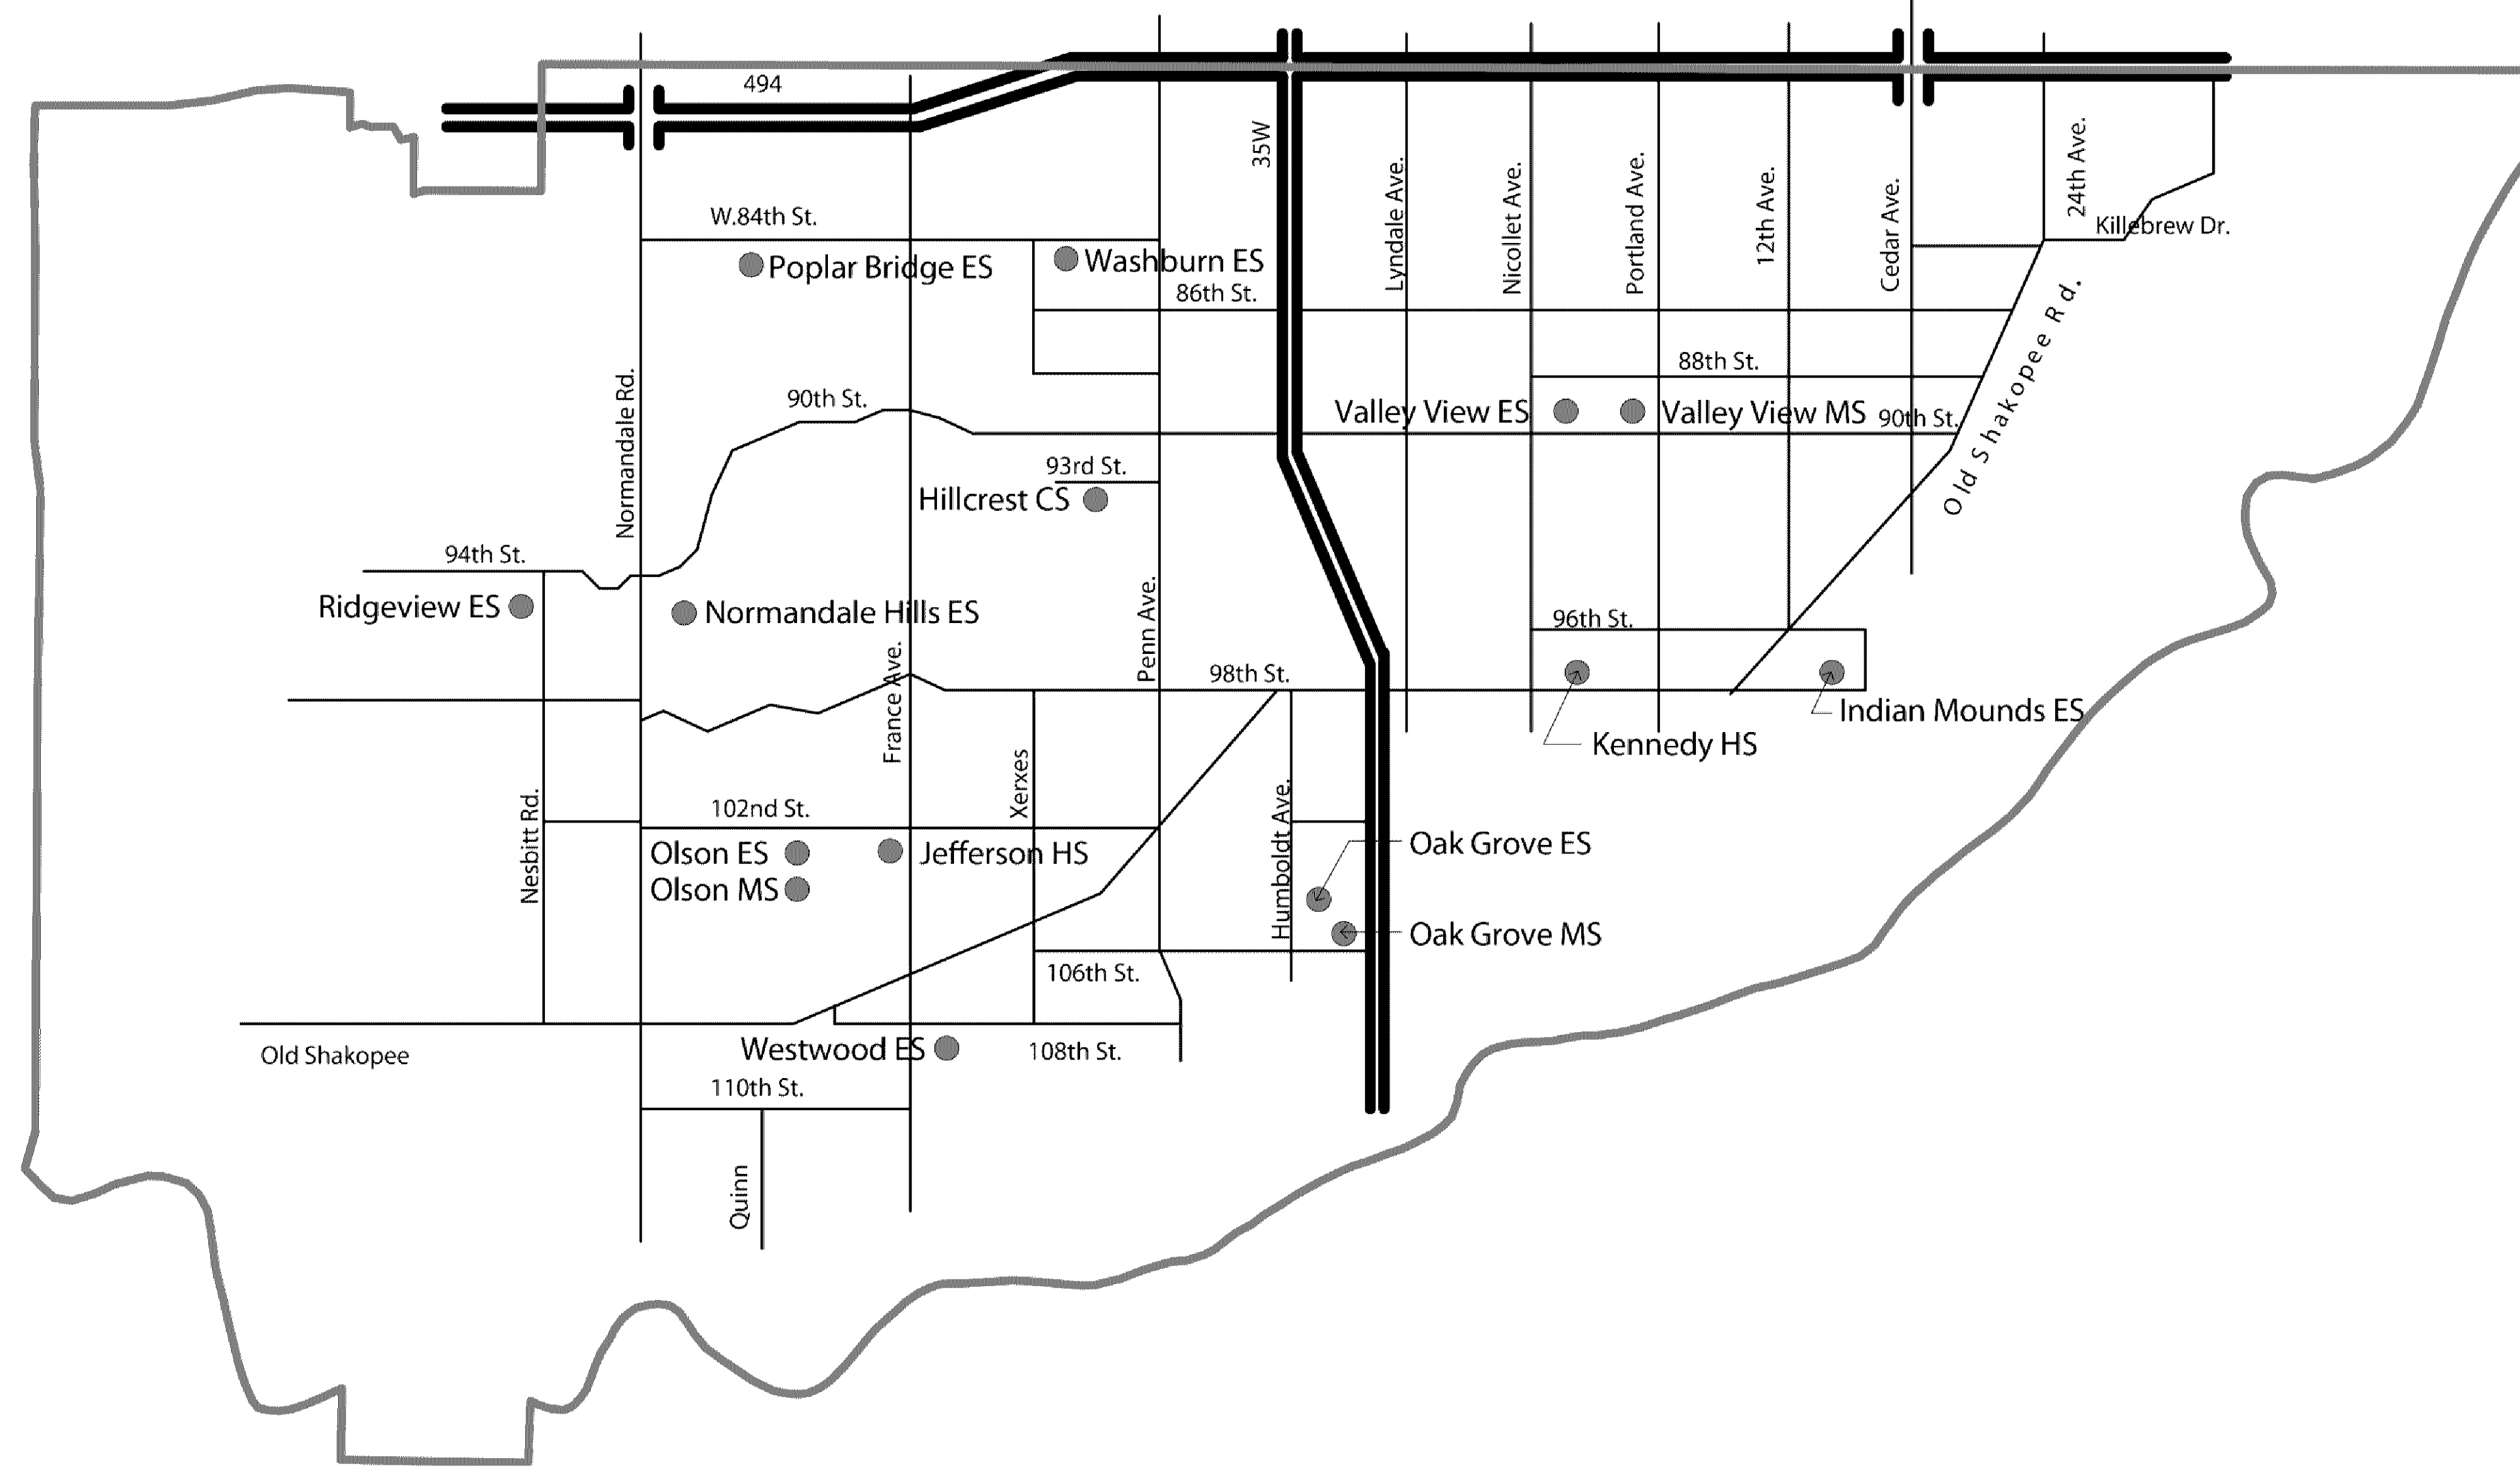 494
35W
Lyndale Ave.
Nicollet Ave.
Portland Ave.
12th Ave.
Cedar Ave.
24th Ave.
Killebrew Dr.
W.84th St.
Poplar Bridge ES
Washburn ES
86th St.
Old Shakopee Rd.
88th St.
Normandale Rd.
90th St.
Valley View ES
Valley View MS
90th St.
93rd St.
Hillcrest CS
94th St.
Ridgeview ES
Normandale Hills ES
France Ave.
Penn Ave.
96th St.
98th St.
Indian Mounds ES
Kennedy HS
Xerxes
Nesbitt Rd.
102nd St.
Humboldt Ave.
Olson ES
Jefferson HS
Oak Grove ES
Olson MS
Oak Grove MS
106th St.
Old Shakopee
Westwood ES
108th St.
110th St.
Quinn